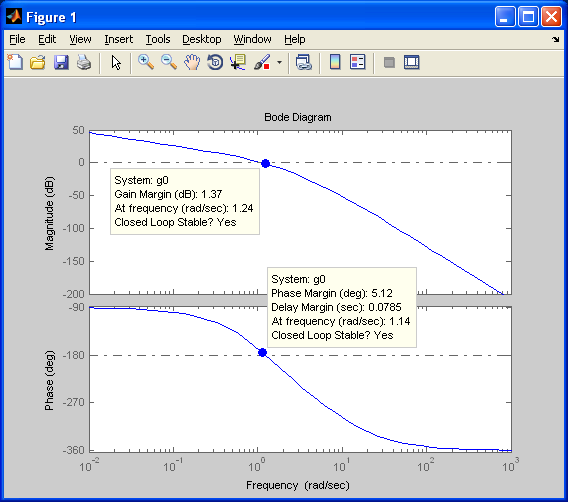 Figure 1
File Edit View Insert Tools Desktop Window Help
Bode Diagram
50
0
-50
-100
-150
-200
Magnitude (dB)
System: g0
Gain Margin (dB): 1.37
At frequency (rad/sec): 1.24
Closed Loop Stable? Yes
System: g0
Phase Margin (deg): 5.12
Delay Margin (sec): 0.0785
At frequency (rad/sec): 1.14
Closed Loop Stable? Yes
-90
-180
-270
-360
Phase (deg)
10^-2 10^-1 10^0 10^1 10^2 10^3
Frequency (rad/sec)